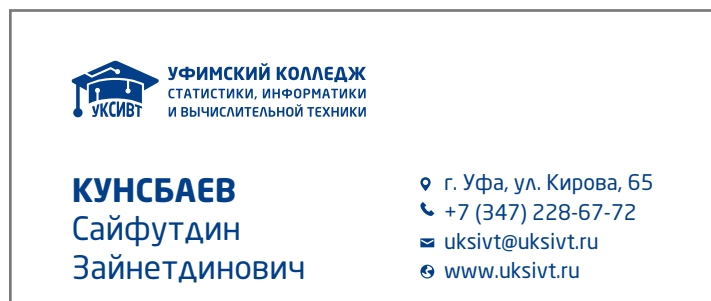 УФИМСКИЙ КОЛЛЕДЖ
СТАТИСТИКИ, ИНФОРМАТИКИ
И ВЫЧИСЛИТЕЛЬНОЙ ТЕХНИКИ
УКСИВТ
КУНСБАЕВ
Сайфутдин
Зайнетдинович
г. Уфа, ул. Кирова, 65
+7 (347) 228-67-72
uksivt@uksivt.ru
www.uksivt.ru